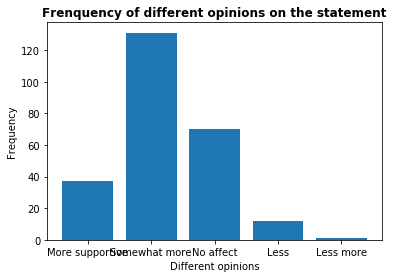 Frenquency of different opinions on the statement
Frequency
120
100
80
60
40
20
0
More supportive Somewhat more No affect Less Less more
Different opinions